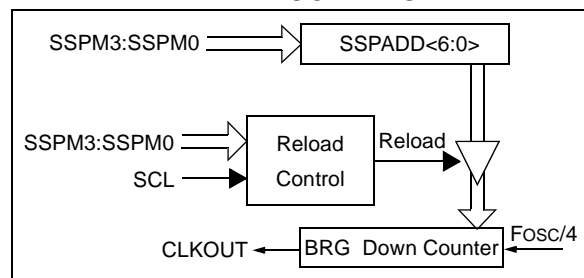 SSPM3:SSPM0
SSPADD<6:0>
SSPM3:SSPM0
SCL
Reload
Control
Reload
CLKOUT
BRG Down Counter
FOSC/4